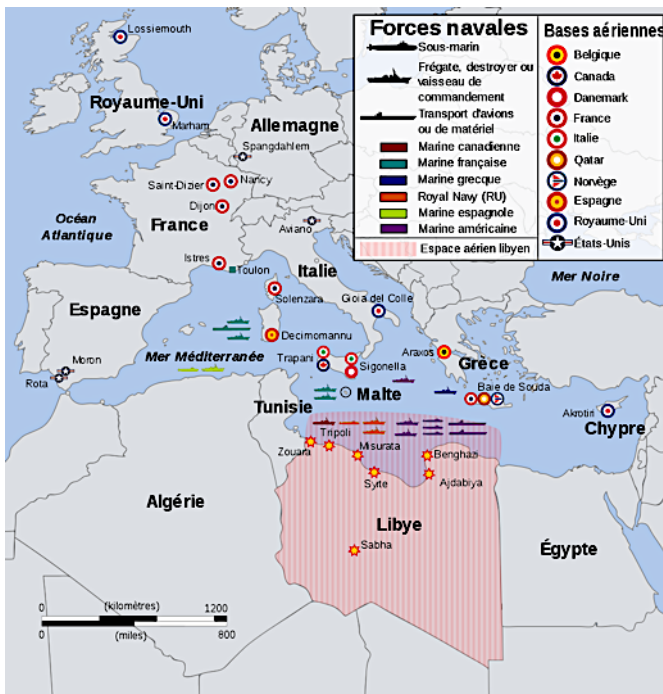 Forces navales
Sous-marin
Frégate, destroyer ou
vaisseau de
commandement
Transport d'avions
ou de matériel
Marine canadienne
Marine française
Marine grecque
Royal Navy (RU)
Marine espagnole
Marine américaine
Espace aérien libyen
Bases aériennes
Belgique
Canada
Danemark
France
Italie
Qatar
Norvège
Espagne
Royaume-Uni
États-Unis
Lossiemouth
Royaume-Uni
Marham
Allemagne
Spangdahlem
Saint-Dizier
Nancy
Dijon
Océan
Atlantique
France
Aviano
Istres
Toulon
Italie
Mer Noire
Solenzara
Gioia del Colle
Espagne
Decimomannu
Mer Méditerranée
Moron
Rota
Trapani
Sigonella
Araxos
Grèce
Baie de Souda
Malte
Tunisie
Akrotiri
Chypre
Zouara
Tripoli
Misurata
Benghazi
Syrte
Ajdabiya
Algérie
Libye
Égypte
Sabha
0 (kilomètres) 1200
0 (miles) 800